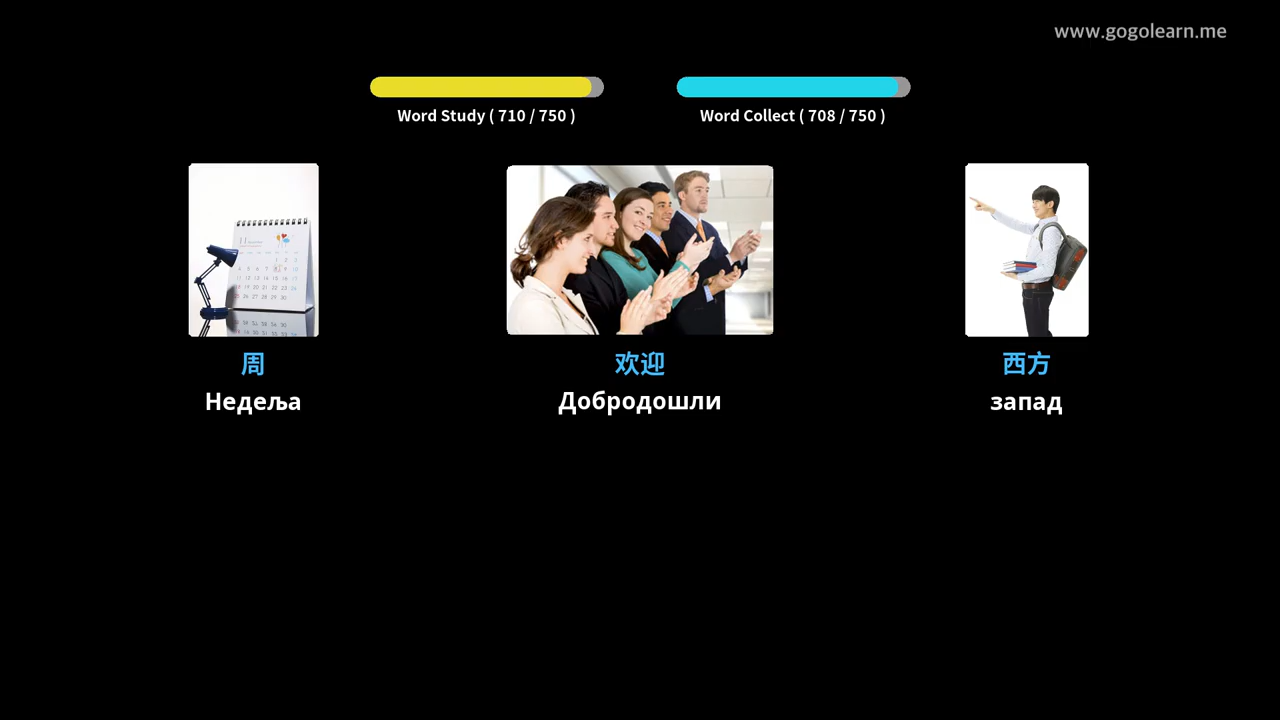 www.gogolearn.me
Word Study ( 710 / 750 )
Word Collect ( 708 / 750 )
周
欢迎
西方
Недеља
Добродошли
запад